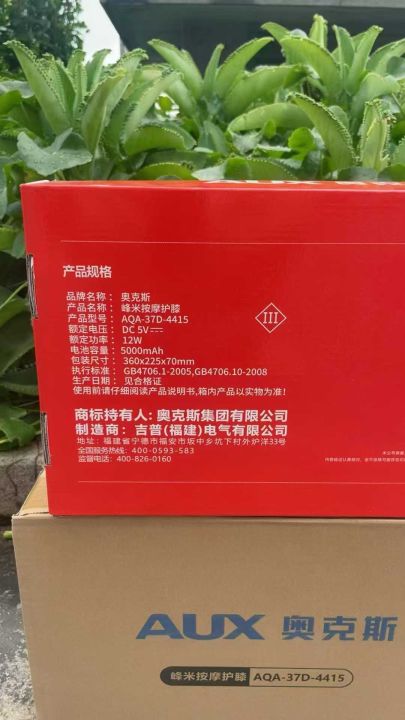 AUX
产品规格
品牌名称： 奥克斯
产品名称： 峰米按摩护膝
产品型号： AQA-37D-4415
额定电压： DC 5V⎓
额定功率： 12W
电池容量： 5000mAh
包装尺寸： 360x225x70mm
执行标准： GB4706.1-2005,GB4706.10-2008
生产日期： 见合格证
使用前请仔细阅读产品说明书,箱内产品以实物为准！
III
商标持有人: 奥克斯集团有限公司
制造商： 吉普(福建)电气有限公司
地址：福建省宁德市福安市坂中乡坑下村外炉洋33号
全国服务热线: 400-0593-583
监督电话： 400-826-0160
AUX 奥克斯
峰米按摩护膝 AQA-37D-4415